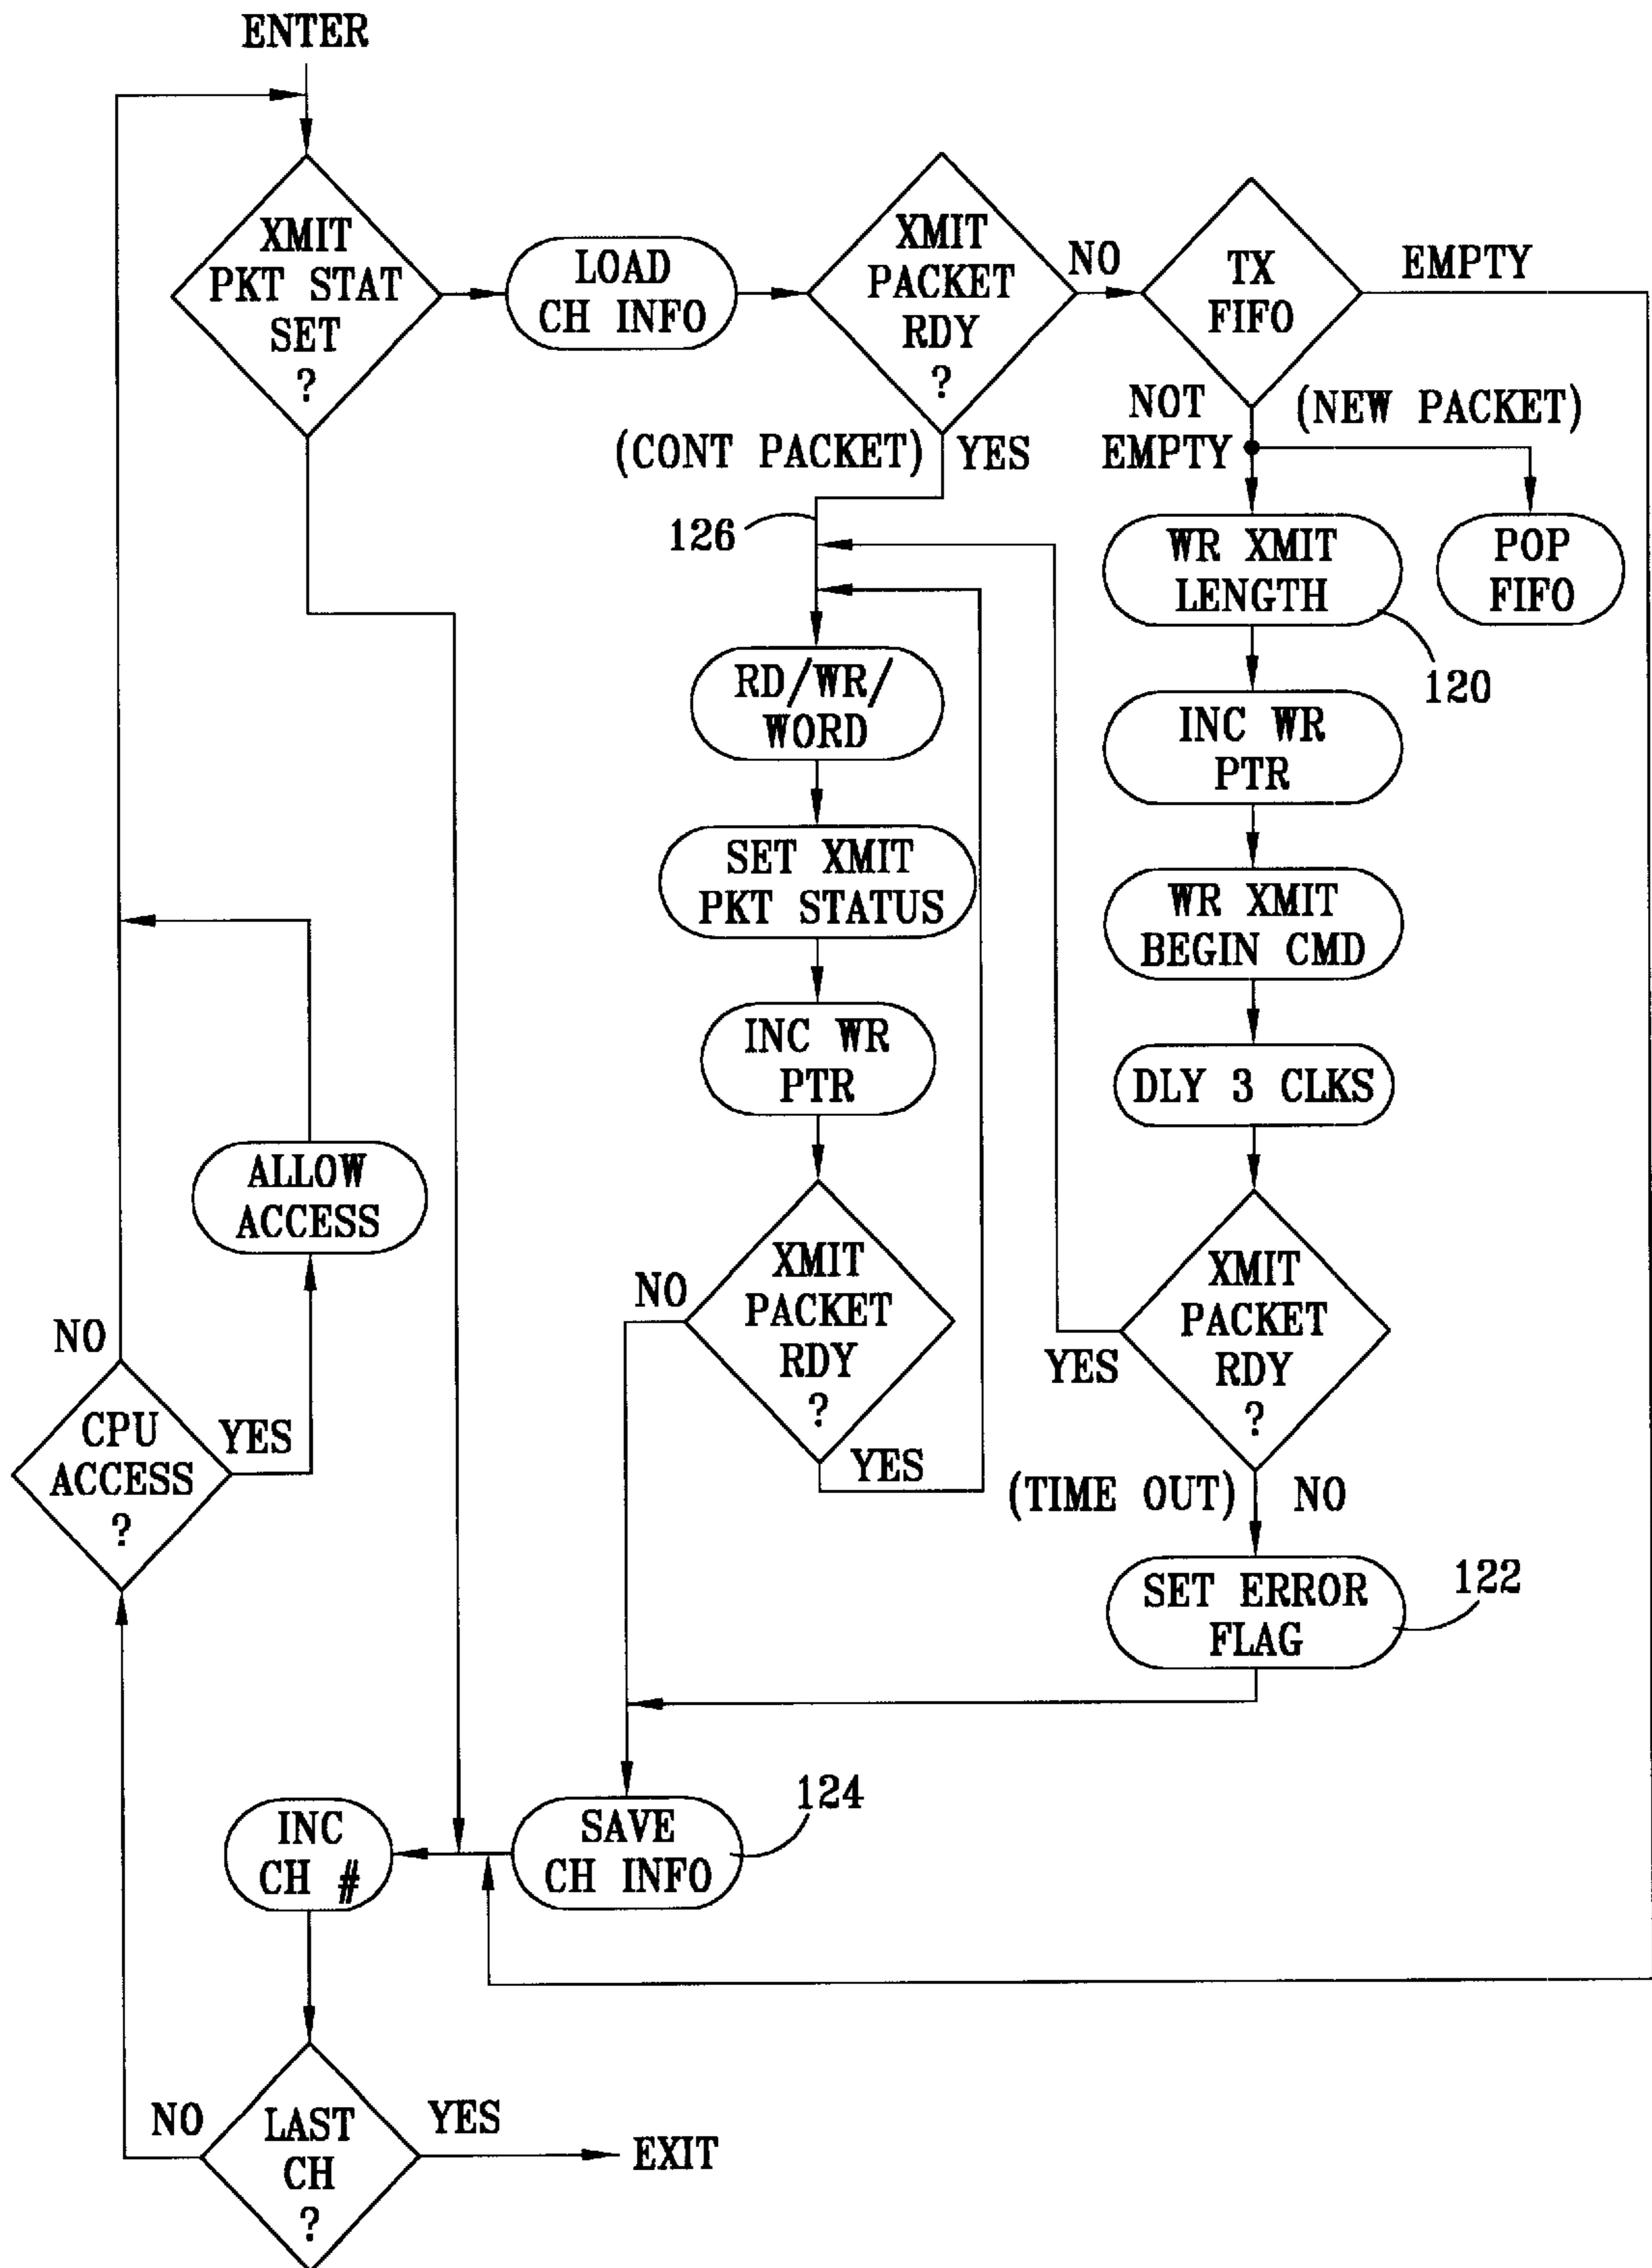 ENTER
XMIT
PKT STAT
SET
?
LOAD
CH INFO
XMIT
PACKET
RDY
?
NO
TX
FIFO
EMPTY
(CONT PACKET) YES
NOT
EMPTY
(NEW PACKET)
126
WR XMIT
LENGTH
120
POP
FIFO
RD/WR/
WORD
INC WR
PTR
SET XMIT
PKT STATUS
WR XMIT
BEGIN CMD
INC WR
PTR
DLY 3 CLKS
ALLOW
ACCESS
XMIT
PACKET
RDY
?
NO
YES
XMIT
PACKET
RDY
?
YES
(TIME OUT) NO
NO
CPU
ACCESS
?
YES
SET ERROR
FLAG
122
SAVE
CH INFO
124
INC
CH #
LAST
CH
?
NO
YES
EXIT